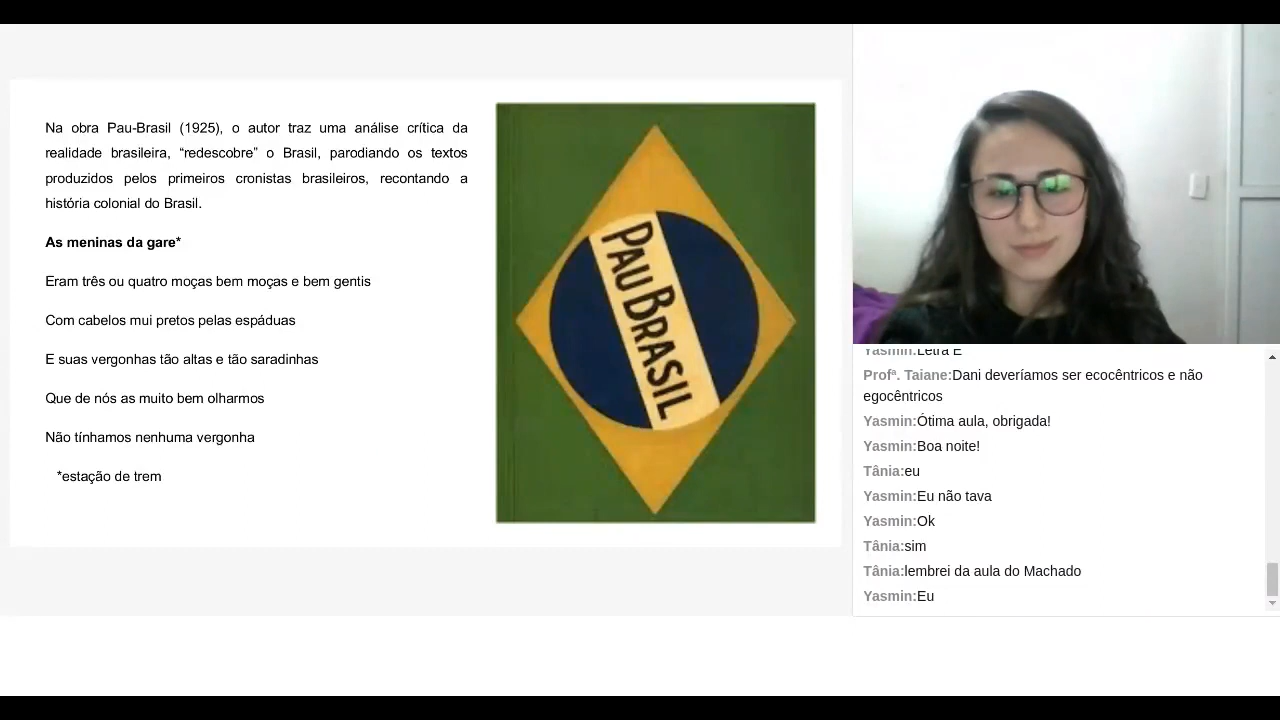 Na obra Pau-Brasil (1925), o autor traz uma análise crítica da
realidade brasileira, “redescobre” o Brasil, parodiando os textos
produzidos pelos primeiros cronistas brasileiros, recontando a
história colonial do Brasil.
As meninas da gare*
Eram três ou quatro moças bem moças e bem gentis
Com cabelos mui pretos pelas espáduas
E suas vergonhas tão altas e tão saradinhas
Que de nós as muito bem olharmos
Não tínhamos nenhuma vergonha
*estação de trem
PAU BRASIL
Yasmin:Letra E
Profª. Taiane:Dani deveríamos ser ecocêntricos e não
egocêntricos
Yasmin:Ótima aula, obrigada!
Yasmin:Boa noite!
Tânia:eu
Yasmin:Eu não tava
Yasmin:Ok
Tânia:sim
Tânia:lembrei da aula do Machado
Yasmin:Eu